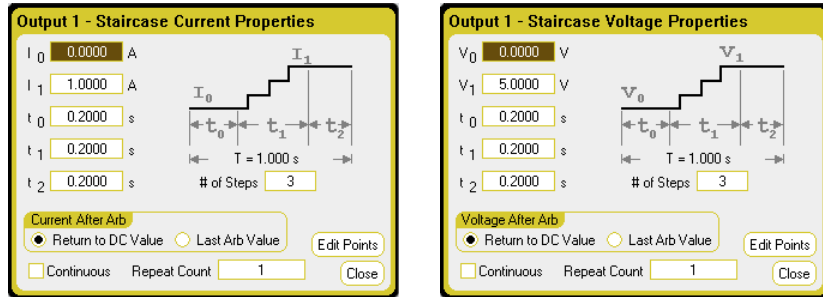 Output 1 - Staircase Current Properties
I 0 0.0000 A
I 1 1.0000 A
t 0 0.2000 s
t 1 0.2000 s
t 2 0.2000 s
I0 I1
t0 t1 t2
T = 1.000 s
# of Steps 3
Current After Arb
Return to DC Value Last Arb Value
Edit Points
Continuous Repeat Count 1
Close
Output 1 - Staircase Voltage Properties
V0 0.0000 V
V1 5.0000 V
t 0 0.2000 s
t 1 0.2000 s
t 2 0.2000 s
V0 V1
t0 t1 t2
T = 1.000 s
# of Steps 3
Voltage After Arb
Return to DC Value Last Arb Value
Edit Points
Continuous Repeat Count 1
Close